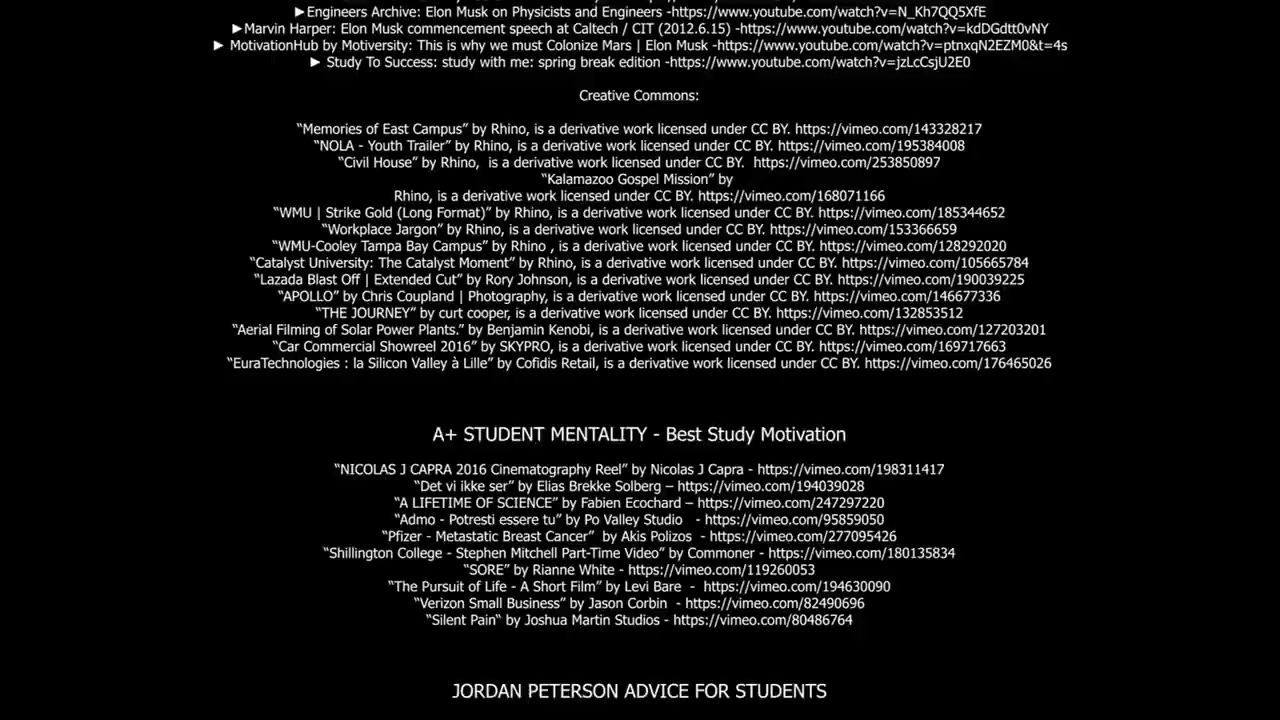 ►Engineers Archive: Elon Musk on Physicists and Engineers -https://www.youtube.com/watch?v=N_Kh7QQ5XfE
►Marvin Harper: Elon Musk commencement speech at Caltech / CIT (2012.6.15) -https://www.youtube.com/watch?v=kdDGdtt0vNY
► MotivationHub by Motiversity: This is why we must Colonize Mars | Elon Musk -https://www.youtube.com/watch?v=ptnxqN2EZM0&t=4s
► Study To Success: study with me: spring break edition -https://www.youtube.com/watch?v=jzLcCsjU2E0
Creative Commons:
“Memories of East Campus” by Rhino, is a derivative work licensed under CC BY. https://vimeo.com/143328217
“NOLA - Youth Trailer” by Rhino, is a derivative work licensed under CC BY. https://vimeo.com/195384008
“Civil House” by Rhino,  is a derivative work licensed under CC BY.  https://vimeo.com/253850897
“Kalamazoo Gospel Mission” by
Rhino, is a derivative work licensed under CC BY. https://vimeo.com/168071166
“WMU | Strike Gold (Long Format)” by Rhino, is a derivative work licensed under CC BY. https://vimeo.com/185344652
“Workplace Jargon” by Rhino, is a derivative work licensed under CC BY. https://vimeo.com/153366659
“WMU-Cooley Tampa Bay Campus” by Rhino , is a derivative work licensed under CC BY. https://vimeo.com/128292020
“Catalyst University: The Catalyst Moment” by Rhino, is a derivative work licensed under CC BY. https://vimeo.com/105665784
“Lazada Blast Off | Extended Cut” by Rory Johnson, is a derivative work licensed under CC BY. https://vimeo.com/190039225
“APOLLO” by Chris Coupland | Photography, is a derivative work licensed under CC BY. https://vimeo.com/146677336
“THE JOURNEY” by curt cooper, is a derivative work licensed under CC BY. https://vimeo.com/132853512
“Aerial Filming of Solar Power Plants.” by Benjamin Kenobi, is a derivative work licensed under CC BY. https://vimeo.com/127203201
“Car Commercial Showreel 2016” by SKYPRO, is a derivative work licensed under CC BY. https://vimeo.com/169717663
“EuraTechnologies : la Silicon Valley à Lille” by Cofidis Retail, is a derivative work licensed under CC BY. https://vimeo.com/176465026
A+ STUDENT MENTALITY - Best Study Motivation
“NICOLAS J CAPRA 2016 Cinematography Reel” by Nicolas J Capra - https://vimeo.com/198311417
“Det vi ikke ser” by Elias Brekke Solberg – https://vimeo.com/194039028
“A LIFETIME OF SCIENCE” by Fabien Ecochard – https://vimeo.com/247297220
“Admo - Potresti essere tu” by Po Valley Studio   - https://vimeo.com/95859050
“Pfizer - Metastatic Breast Cancer”  by Akis Polizos  - https://vimeo.com/277095426
“Shillington College - Stephen Mitchell Part-Time Video” by Commoner - https://vimeo.com/180135834
“SORE” by Rianne White - https://vimeo.com/119260053
“The Pursuit of Life - A Short Film” by Levi Bare  -  https://vimeo.com/194630090
“Verizon Small Business” by Jason Corbin  - https://vimeo.com/82490696
“Silent Pain“ by Joshua Martin Studios - https://vimeo.com/80486764
JORDAN PETERSON ADVICE FOR STUDENTS